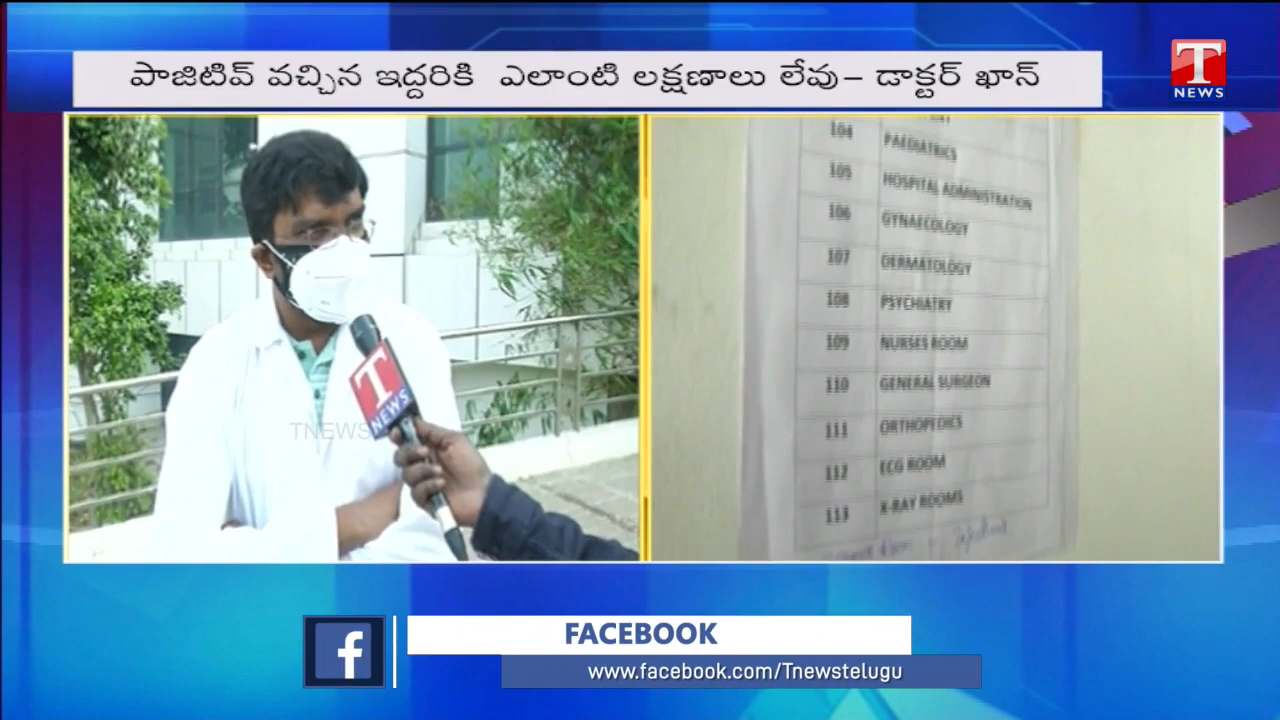 పాజిటివ్ వచ్చిన ఇద్దరికి ఎలాంటి లక్షణాలు లేవు– డాక్టర్ ఖాన్
T
NEWS
T
NEWS
TNEWS
104
PAEDIATRICS
105 HOSPITAL ADMINISTRATION
106 GYNAECOLOGY
107 DERMATOLOGY
108 PSYCHIATRY
109 NURSES ROOM
110 GENERAL SURGEON
111 ORTHOPEDICS
112 ECG ROOM
113 X-RAY ROOMS
f FACEBOOK
www.facebook.com/Tnewstelugu